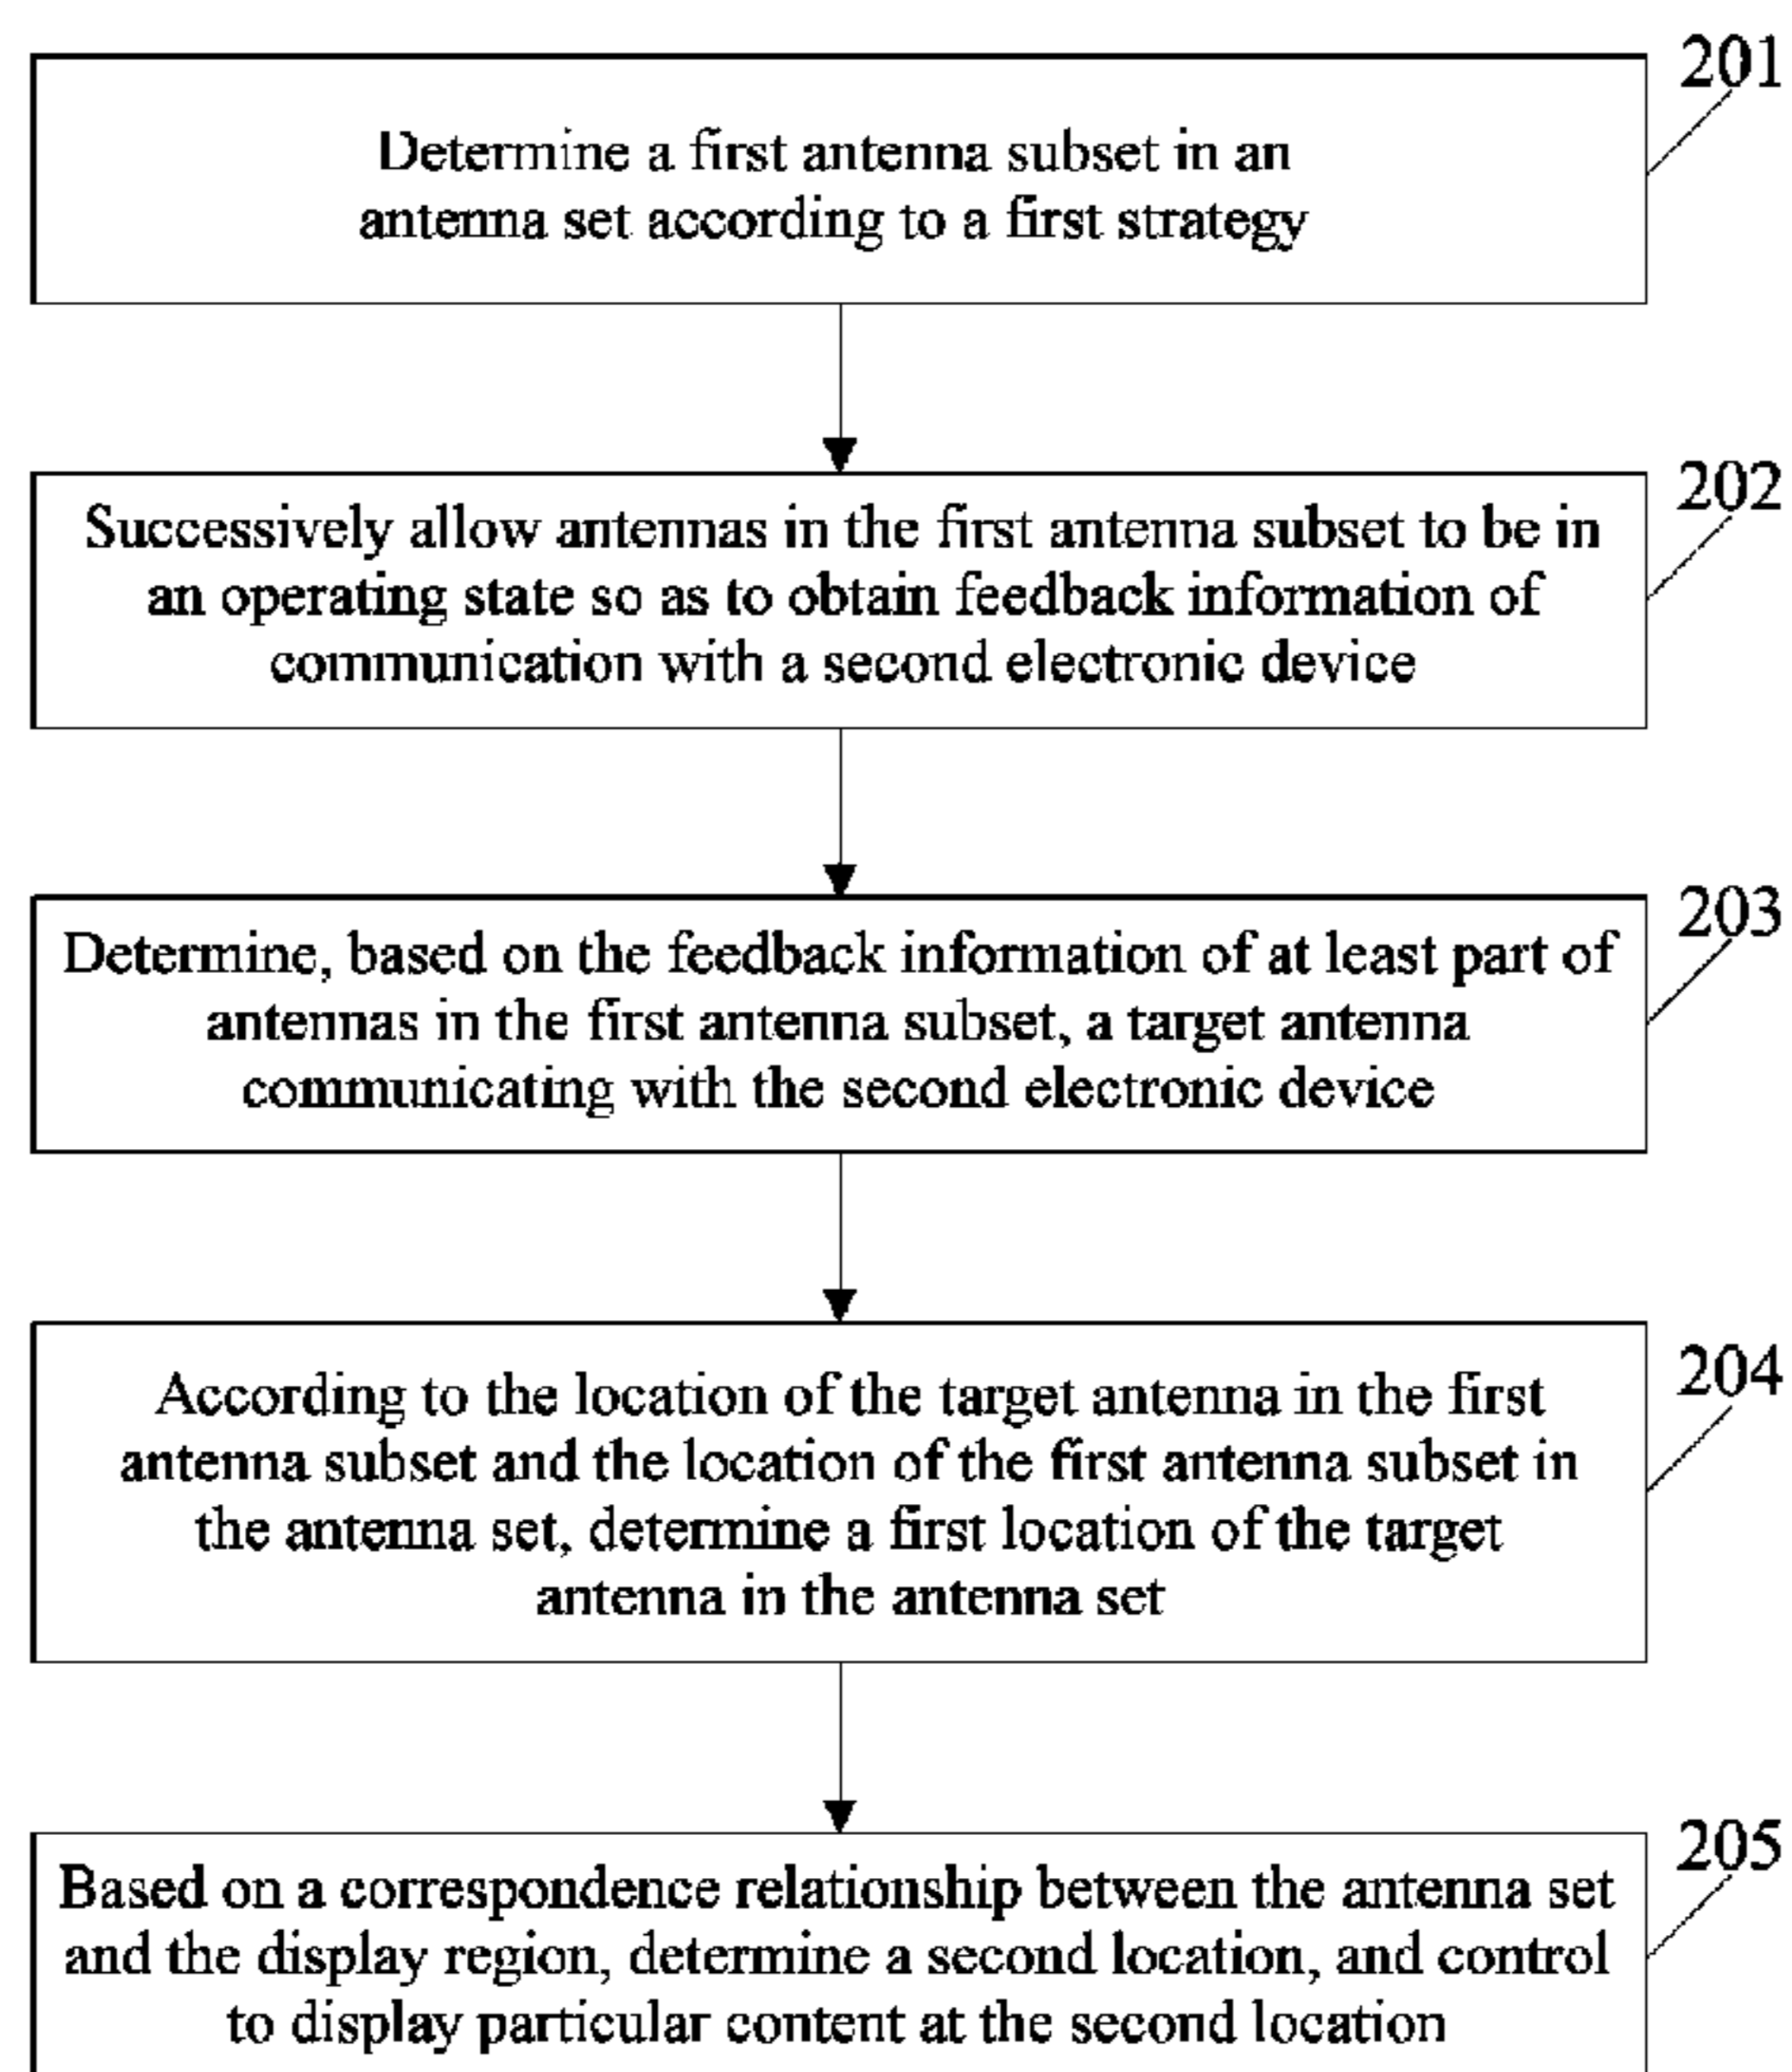 201
Determine a first antenna subset in an
antenna set according to a first strategy
202
Successively allow antennas in the first antenna subset to be in
an operating state so as to obtain feedback information of
communication with a second electronic device
203
Determine, based on the feedback information of at least part of
antennas in the first antenna subset, a target antenna
communicating with the second electronic device
204
According to the location of the target antenna in the first
antenna subset and the location of the first antenna subset in
the antenna set, determine a first location of the target
antenna in the antenna set
205
Based on a correspondence relationship between the antenna set
and the display region, determine a second location, and control
to display particular content at the second location